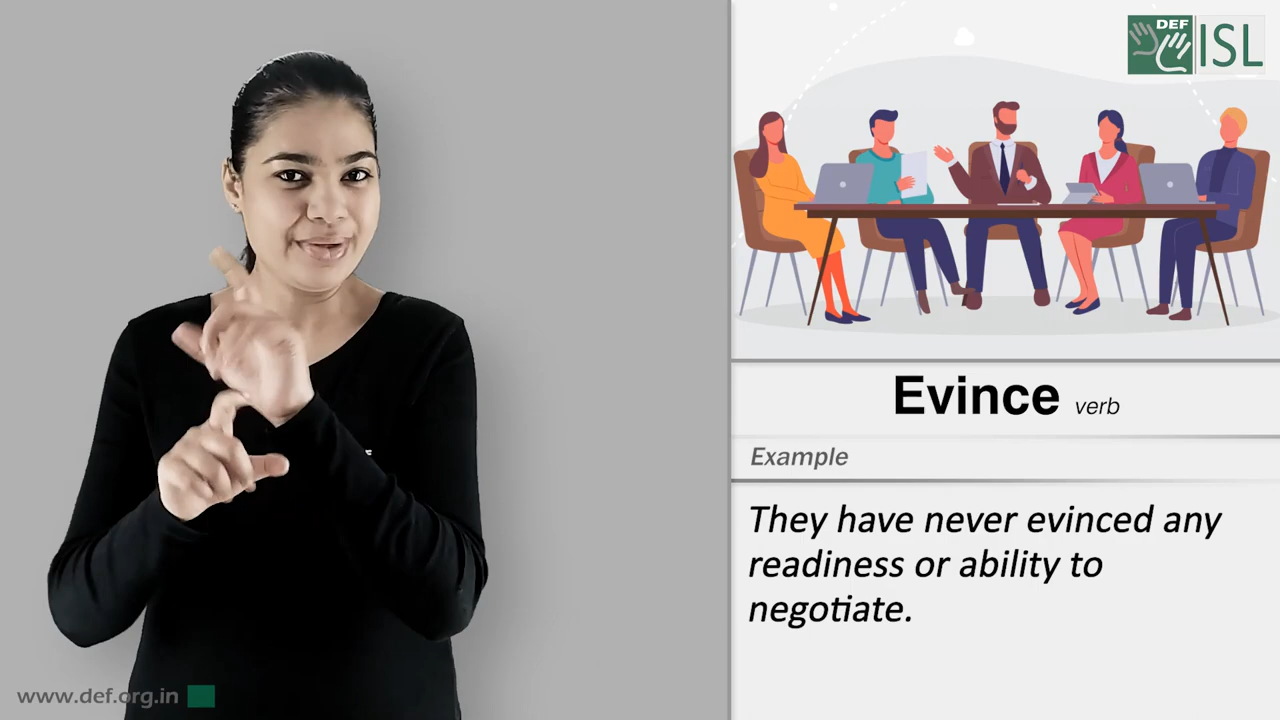 DEF
ISL
Evince verb
Example
They have never evinced any
readiness or ability to
negotiate.
www.def.org.in